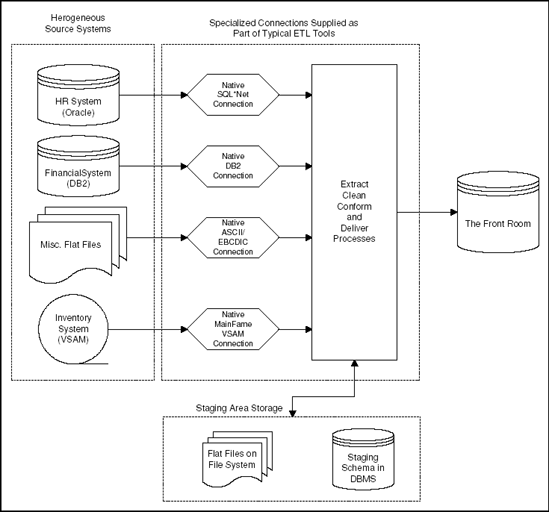 Herogeneous
Source Systems
Specialized Connections Supplied as
Part of Typical ETL Tools
HR System
(Oracle)
Native
SQL*Net
Connection
FinancialSystem
(DB2)
Native
DB2
Connection
Misc. Flat Files
Native
ASCII/
EBCDIC
Connection
Inventory
System
(VSAM)
Native
MainFame
VSAM
Connection
Extract
Clean
Conform
and
Deliver
Processes
The Front Room
Staging Area Storage
Flat Files on
File System
Staging
Schema in
DBMS